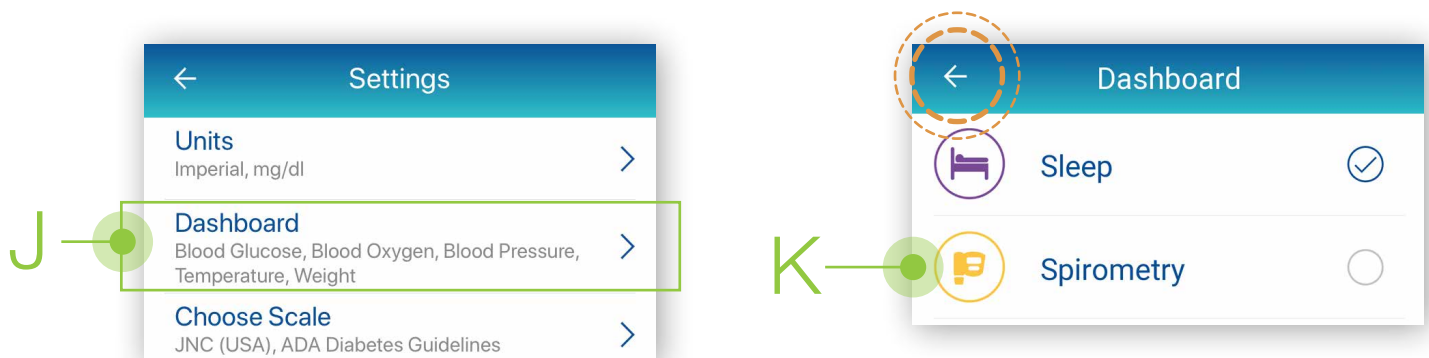 Settings
Units
Imperial, mg/dl
J
Dashboard
Blood Glucose, Blood Oxygen, Blood Pressure,
Temperature, Weight
Choose Scale
JNC (USA), ADA Diabetes Guidelines
Dashboard
Sleep
K
Spirometry